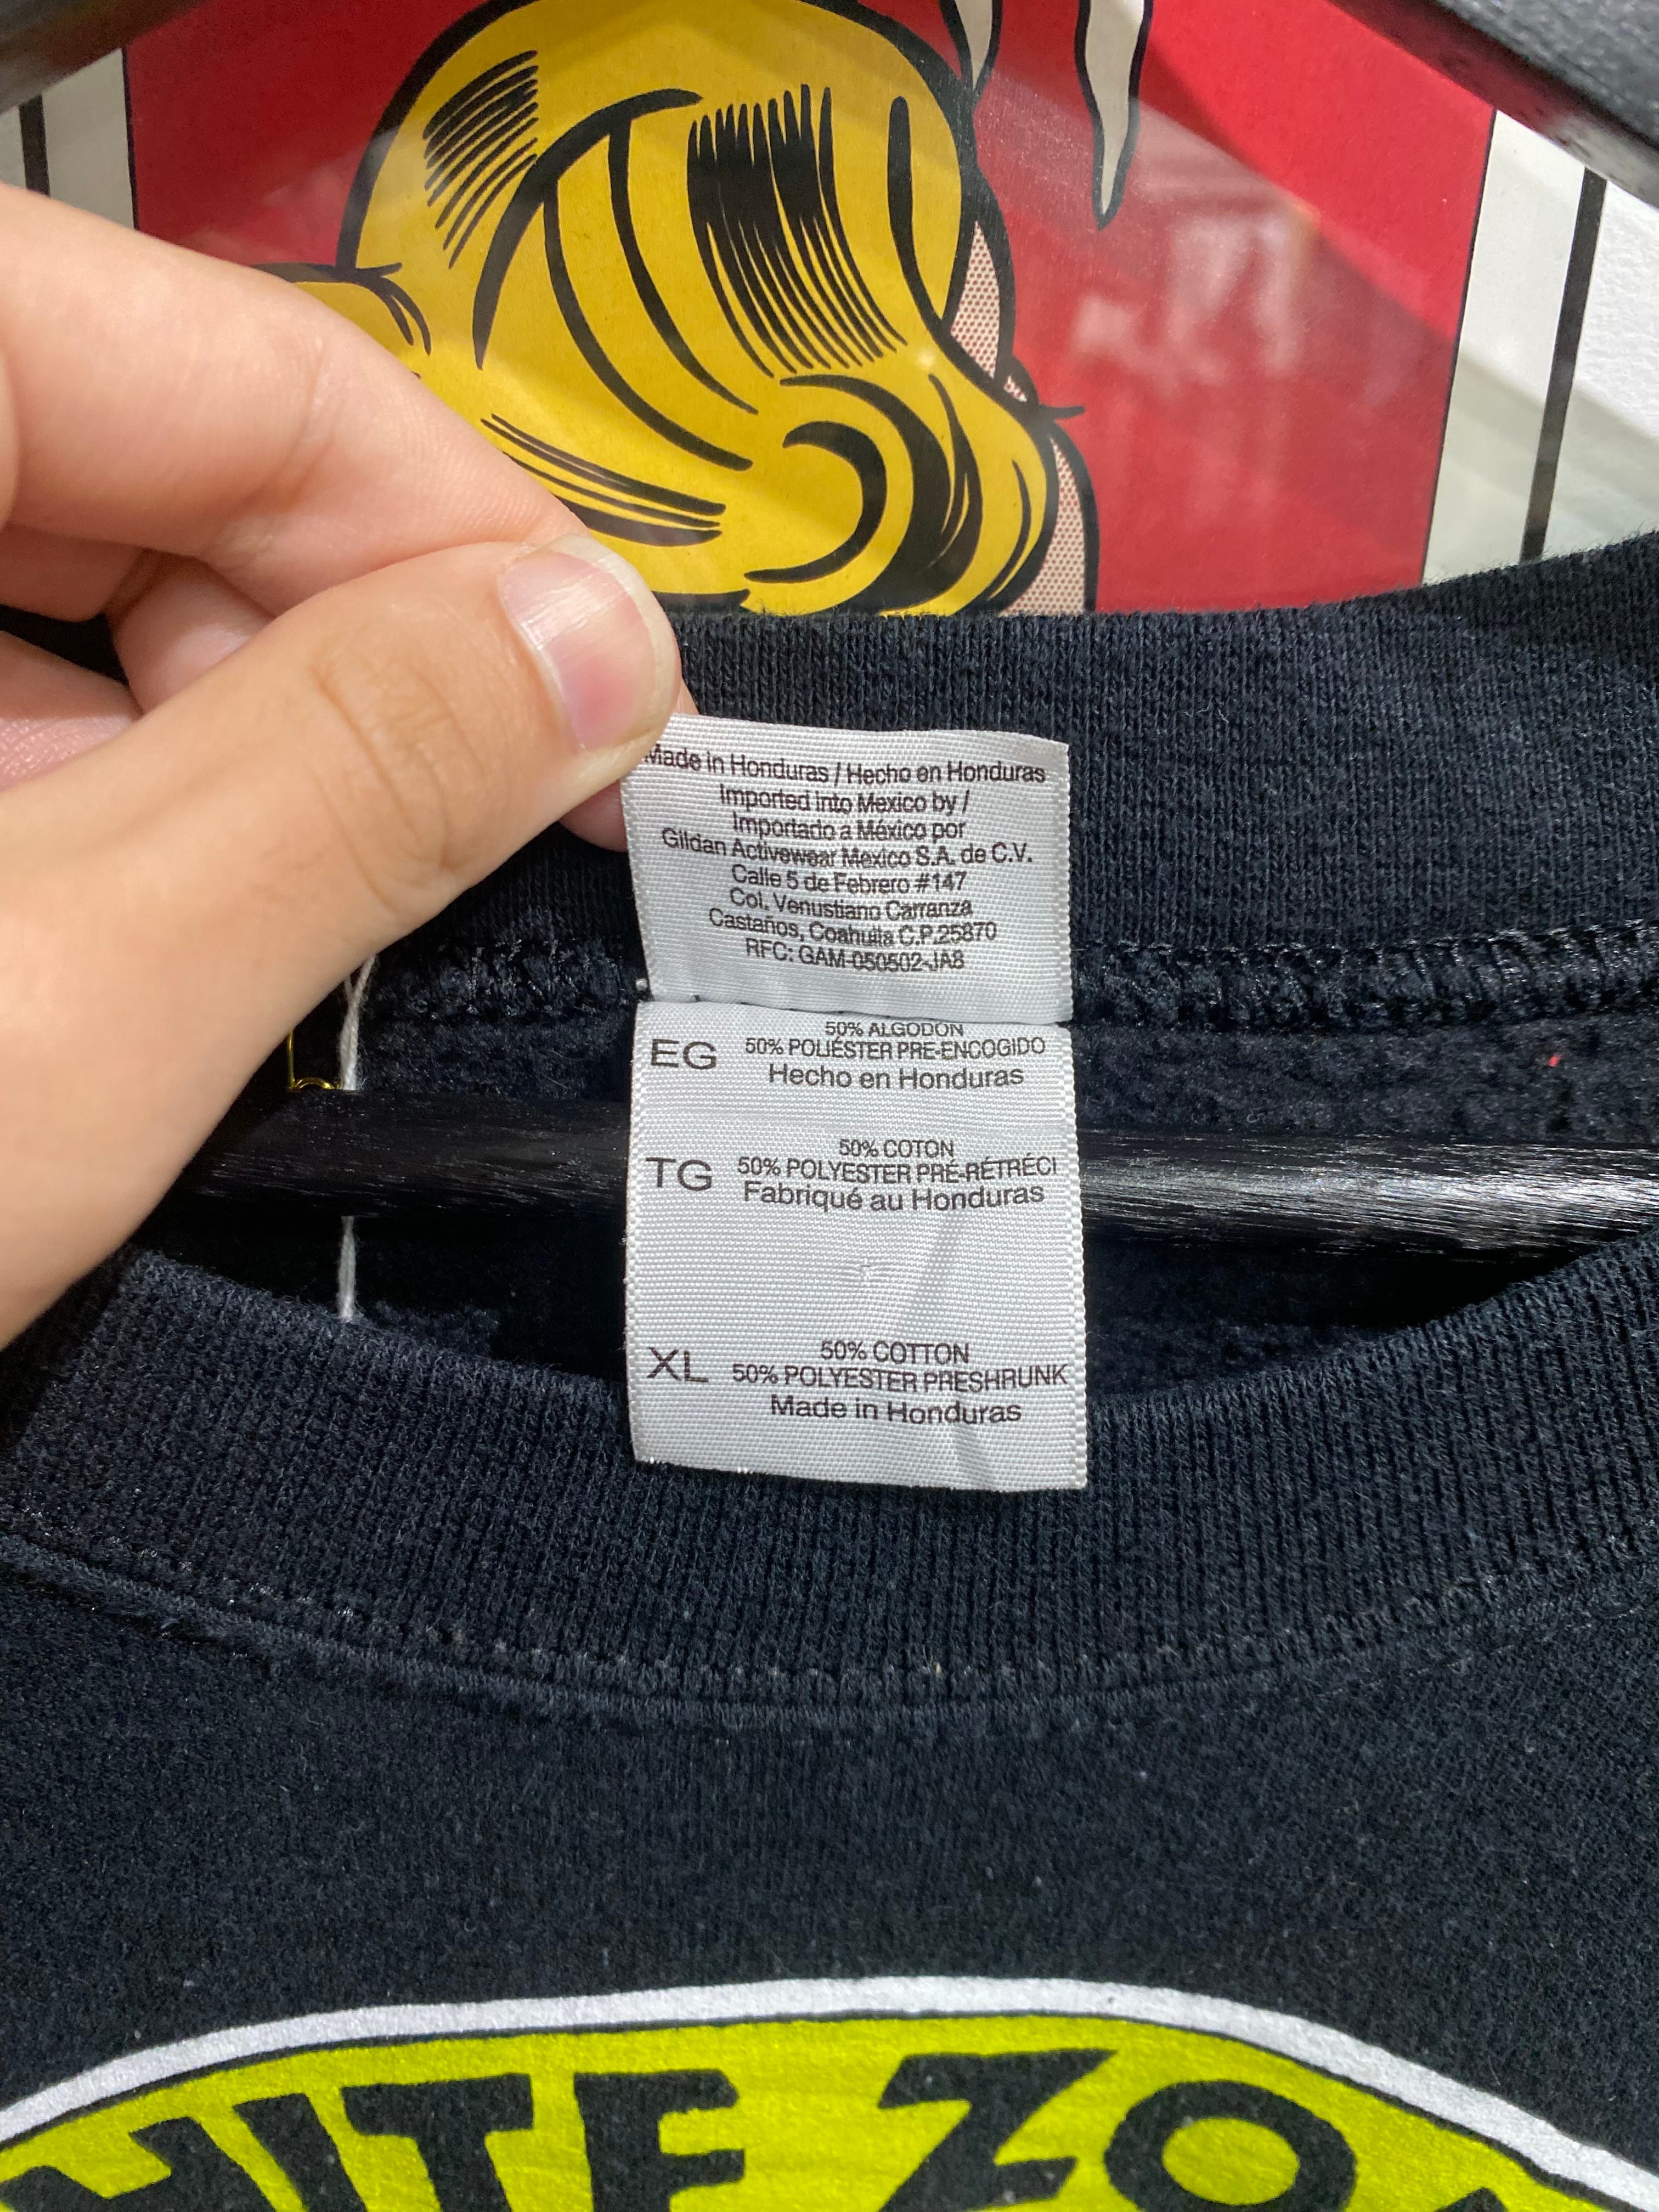 Made in Honduras / Hecho en Honduras
Imported into Mexico by /
Importado a México por
Gildan Activewear Mexico S.A. de C.V.
Calle 5 de Febrero #147
Col. Venustiano Carranza
Castaños, Coahuila C.P.25870
RFC: GAM-050502-JA8
50% ALGODON
EG 50% POLIÉSTER PRE-ENCOGIDO
Hecho en Honduras
50% COTON
TG 50% POLYESTER PRÉ-RÉTRÉCI
Fabriqué au Honduras
50% COTTON
XL 50% POLYESTER PRESHRUNK
Made in Honduras